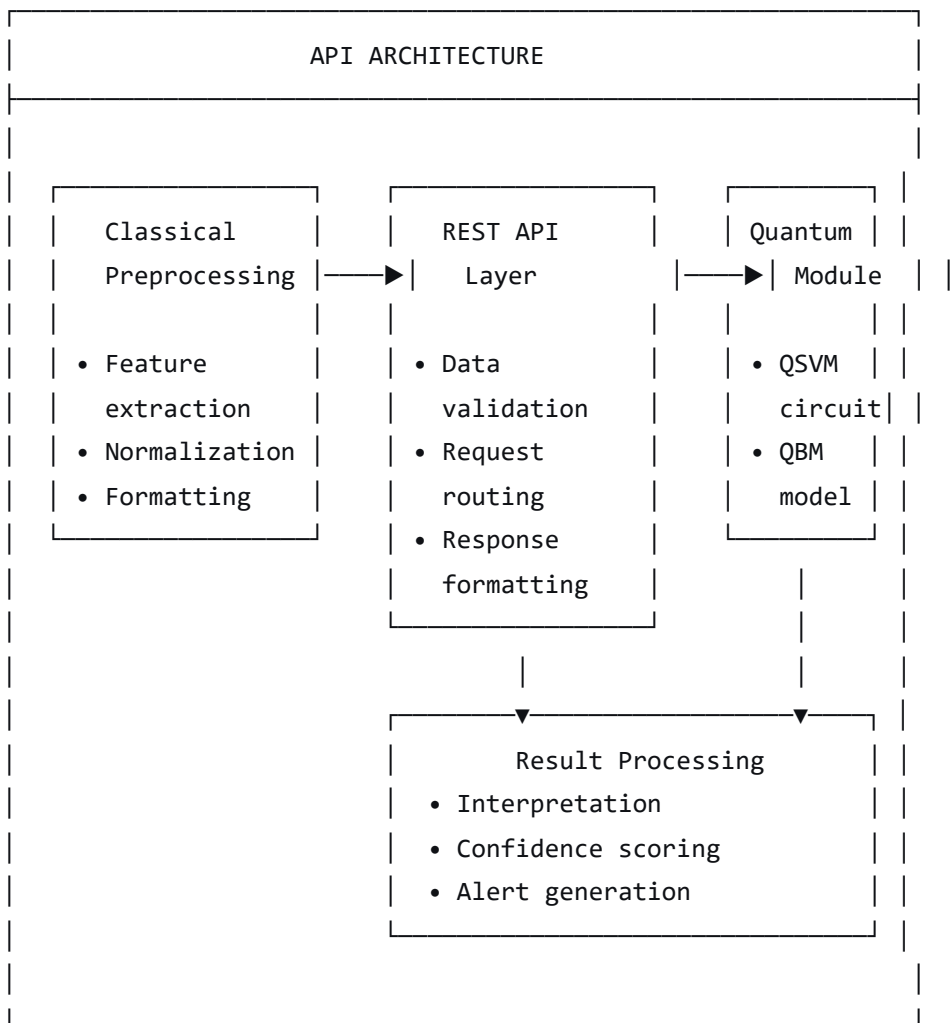 API ARCHITECTURE
Classical
Preprocessing
• Feature
extraction
• Normalization
• Formatting
REST API
Layer
• Data
validation
• Request
routing
• Response
formatting
Quantum
Module
• QSVM
circuit
• QBM
model
Result Processing
• Interpretation
• Confidence scoring
• Alert generation